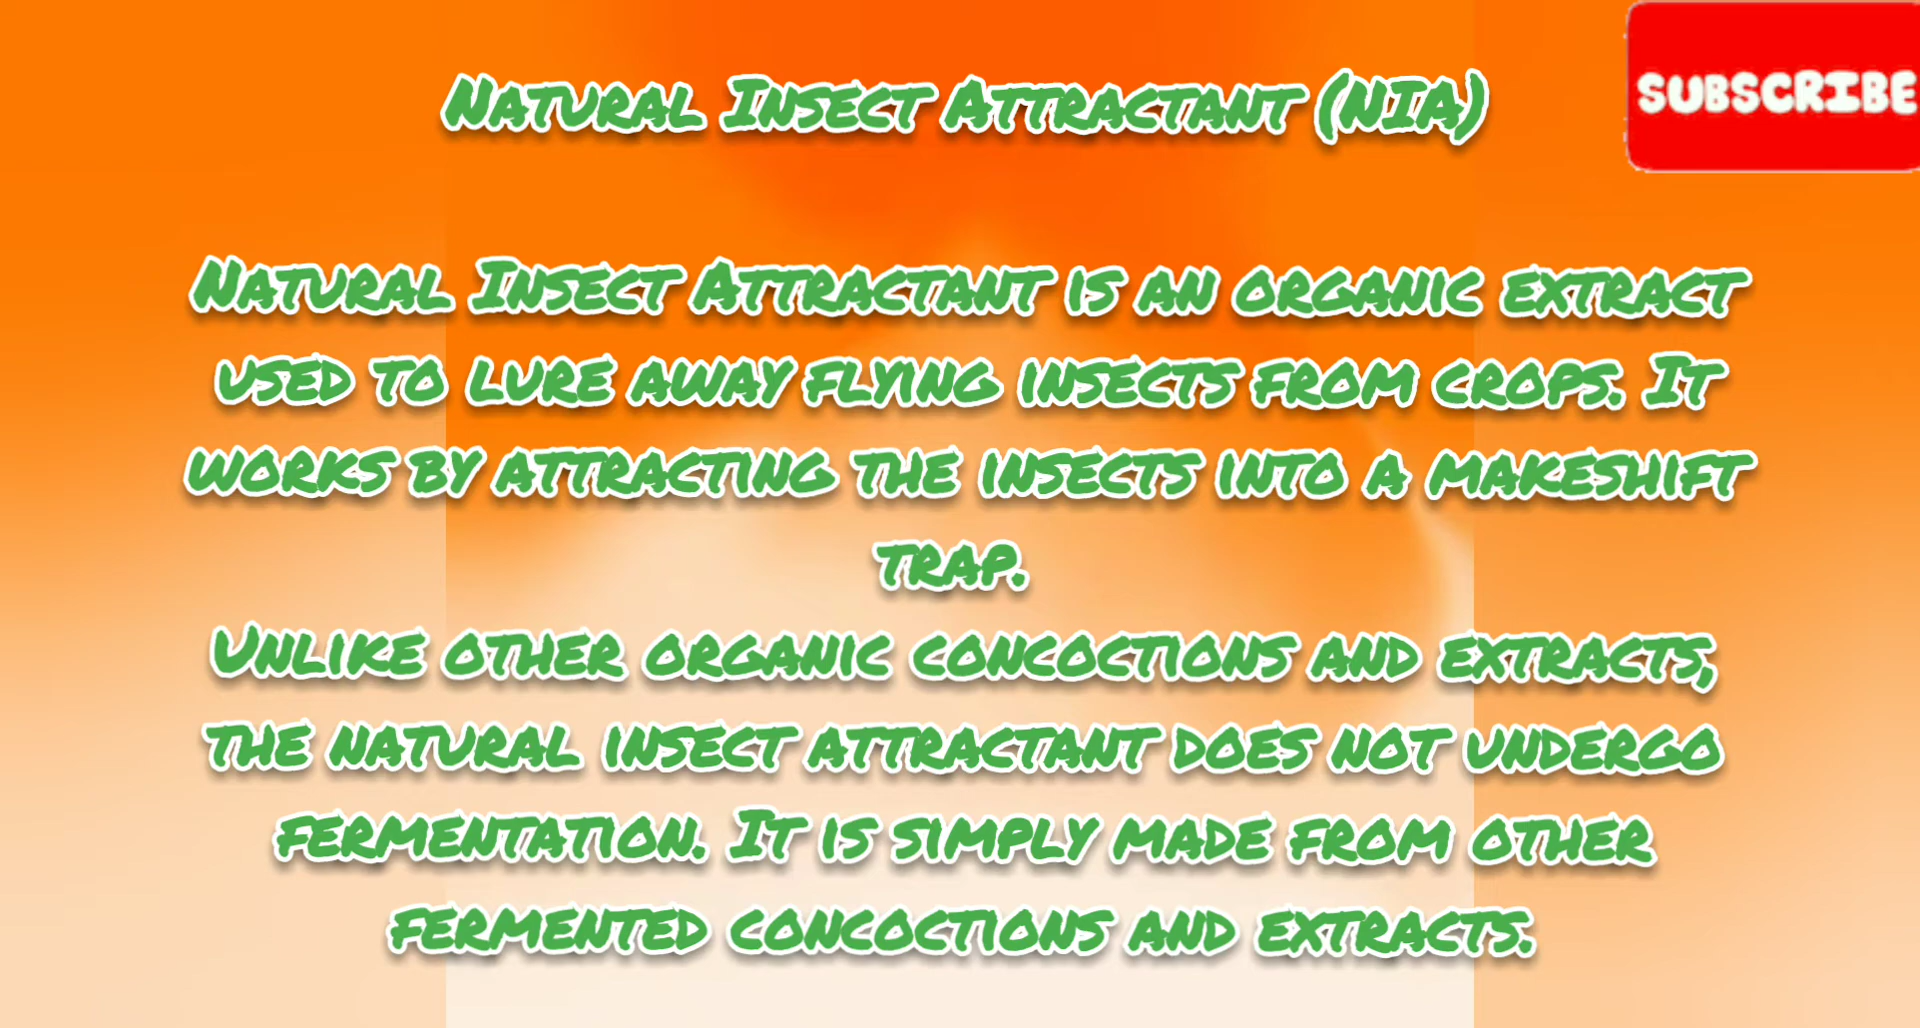 Natural Insect Attractant (NIA)
SUBSCRIBE
Natural Insect Attractant is an organic extract
used to lure away flying insects from crops. It
works by attracting the insects into a makeshift
trap.
Unlike other organic concoctions and extracts,
the natural insect attractant does not undergo
fermentation. It is simply made from other
fermented concoctions and extracts.